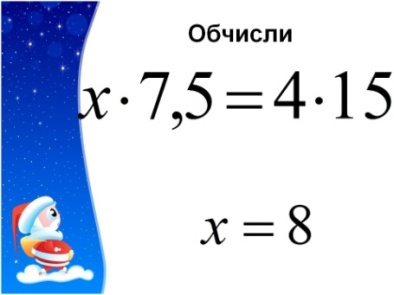 Обчисли
x · 7,5 = 4 · 15
x = 8